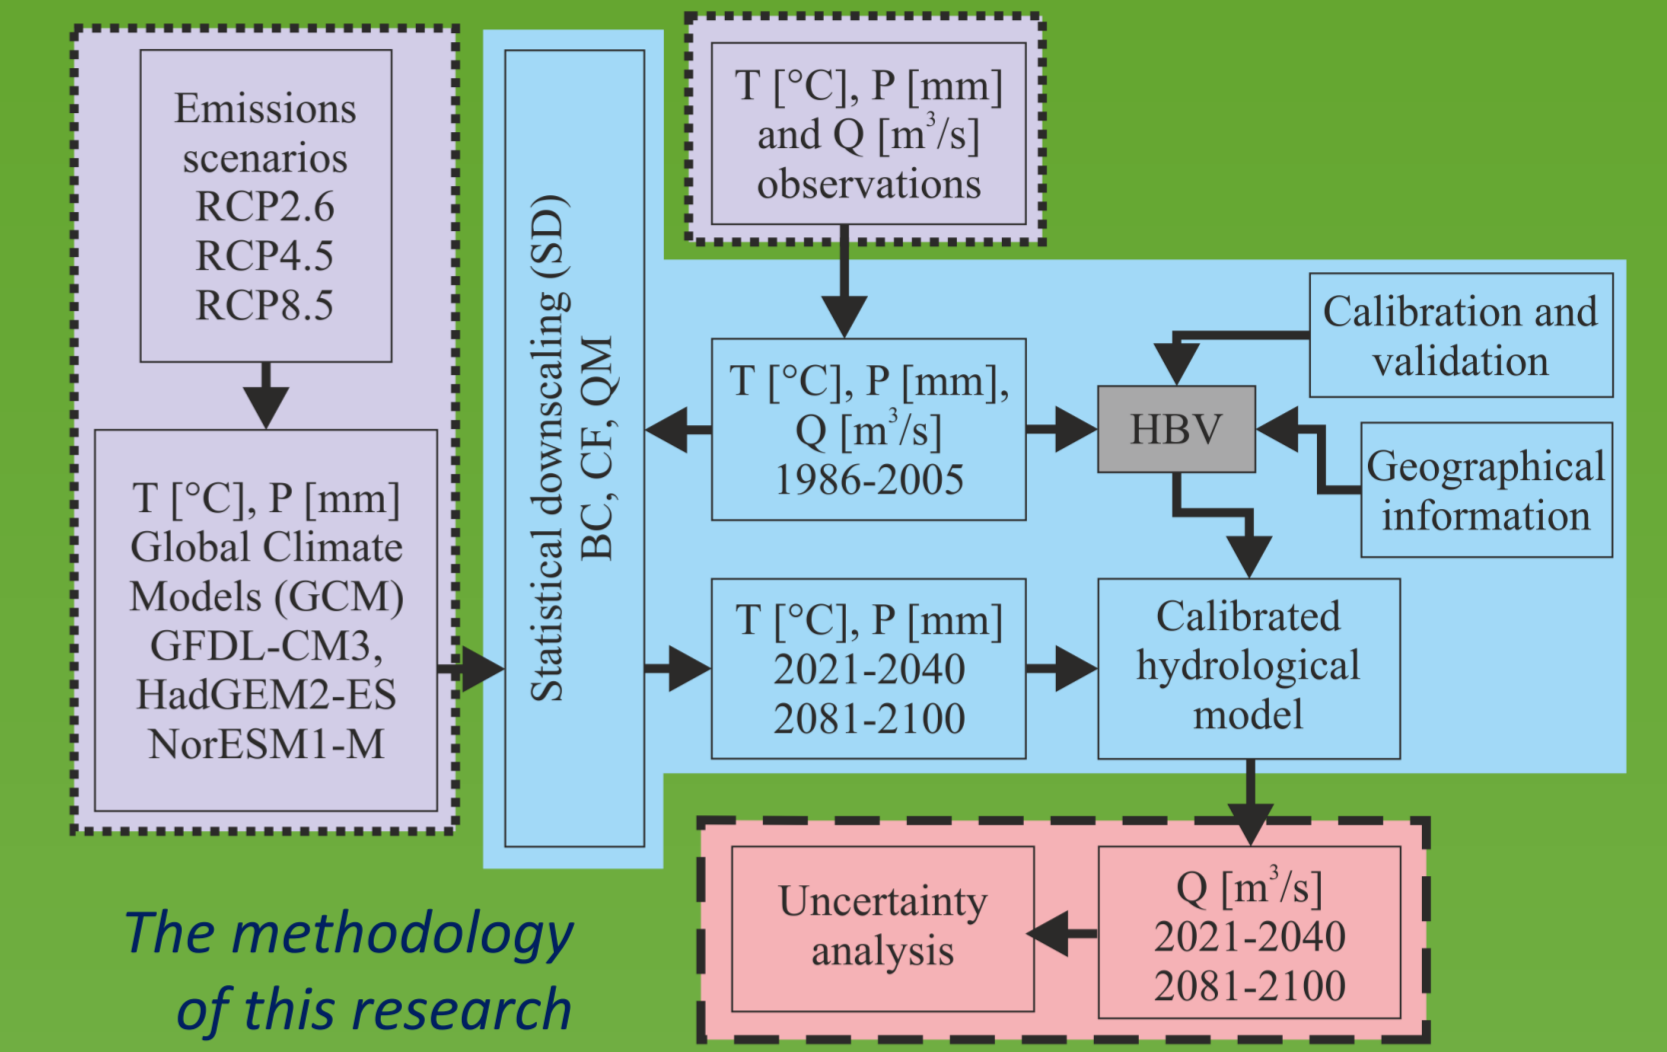 Emissions
scenarios
RCP2.6
RCP4.5
RCP8.5
T [°C], P [mm]
Global Climate
Models (GCM)
GFDL-CM3,
HadGEM2-ES
NorESM1-M
Statistical downscaling (SD)
BC, CF, QM
T [°C], P [mm]
and Q [m³/s]
observations
T [°C], P [mm],
Q [m³/s]
1986-2005
HBV
Calibration and
validation
Geographical
information
T [°C], P [mm]
2021-2040
2081-2100
Calibrated
hydrological
model
Q [m³/s]
2021-2040
2081-2100
Uncertainty
analysis
The methodology
of this research